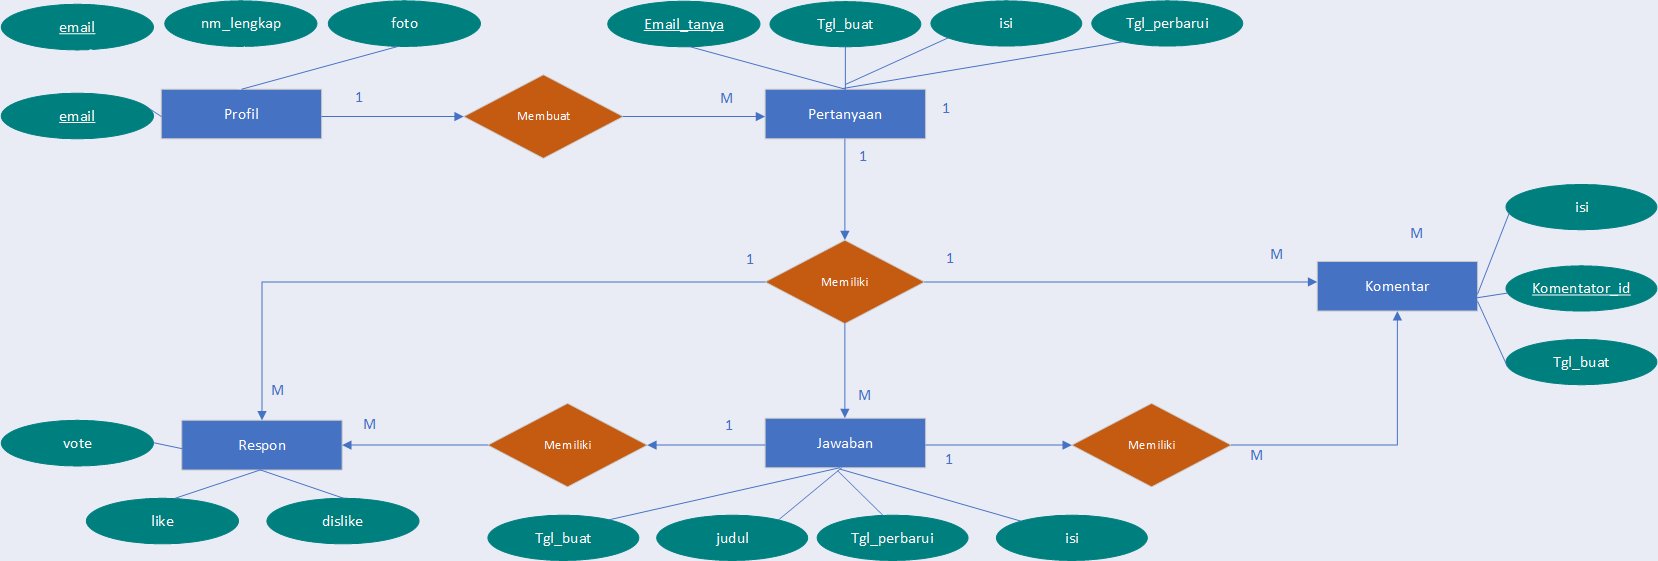 email
nm_lengkap
foto
Email_tanya
Tgl_buat
isi
Tgl_perbarui
email
Profil
1
Membuat
M
Pertanyaan
1
1
isi
M
1
Memiliki
1
M
Komentar
Komentator_id
Tgl_buat
M
M
vote
Respon
M
Memiliki
1
Jawaban
1
Memiliki
M
like
dislike
Tgl_buat
judul
Tgl_perbarui
isi